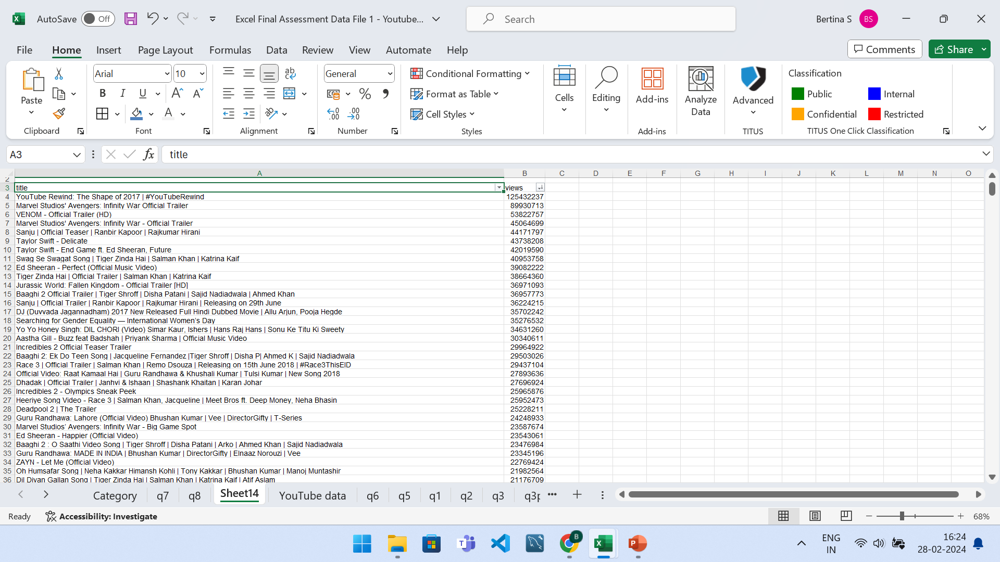 AutoSave Off Excel Final Assessment Data File 1 - Youtube... Search Bertina S BS
File Home Insert Page Layout Formulas Data Review View Automate Help Comments Share
Paste
Clipboard
Arial 10
B I U
Font
Alignment
General
Number
Conditional Formatting
Format as Table
Cell Styles
Styles
Cells
Editing
Add-ins
Add-ins
Analyze Data
Advanced
TITUS
Classification
Public Internal
Confidential Restricted
TITUS One Click Classification
A3 fx title
A B C D E F G H I J K L M N O
2
3 title views
4 YouTube Rewind: The Shape of 2017 | #YouTubeRewind 125432237
5 Marvel Studios' Avengers: Infinity War Official Trailer 89930713
6 VENOM - Official Trailer (HD) 53822757
7 Marvel Studios' Avengers: Infinity War - Official Trailer 45064699
8 Sanju | Official Teaser | Ranbir Kapoor | Rajkumar Hirani 44171797
9 Taylor Swift - Delicate 43738208
10 Taylor Swift - End Game ft. Ed Sheeran, Future 42019590
11 Swag Se Swagat Song | Tiger Zinda Hai | Salman Khan | Katrina Kaif 40953758
12 Ed Sheeran - Perfect (Official Music Video) 39082222
13 Tiger Zinda Hai | Official Trailer | Salman Khan | Katrina Kaif 38664360
14 Jurassic World: Fallen Kingdom - Official Trailer [HD] 36971093
15 Baaghi 2 Official Trailer | Tiger Shroff | Disha Patani | Sajid Nadiadwala | Ahmed Khan 36957773
16 Sanju | Official Trailer | Ranbir Kapoor | Rajkumar Hirani | Releasing on 29th June 36224215
17 DJ (Duvvada Jagannadham) 2017 New Released Full Hindi Dubbed Movie | Allu Arjun, Pooja Hegde 35702242
18 Searching for Gender Equality — International Women's Day 35276532
19 Yo Yo Honey Singh: DIL CHORI (Video) Simar Kaur, Ishers | Hans Raj Hans | Sonu Ke Titu Ki Sweety 34631260
20 Aastha Gill - Buzz feat Badshah | Priyank Sharma | Official Music Video 30340611
21 Incredibles 2 Official Teaser Trailer 29964922
22 Baaghi 2: Ek Do Teen Song | Jacqueline Fernandez |Tiger Shroff | Disha P| Ahmed K | Sajid Nadiadwala 29503026
23 Race 3 | Official Trailer | Salman Khan | Remo Dsouza | Releasing on 15th June 2018 | #Race3ThisEID 29437104
24 Official Video: Raat Kamaal Hai | Guru Randhawa & Khushali Kumar | Tulsi Kumar | New Song 2018 27893636
25 Dhadak | Official Trailer | Janhvi & Ishaan | Shashank Khaitan | Karan Johar 27696924
26 Incredibles 2 - Olympics Sneak Peek 25965876
27 Heeriye Song Video - Race 3 | Salman Khan, Jacqueline | Meet Bros ft. Deep Money, Neha Bhasin 25952473
28 Deadpool 2 | The Trailer 25228211
29 Guru Randhawa: Lahore (Official Video) Bhushan Kumar | Vee | DirectorGifty | T-Series 24248933
30 Marvel Studios' Avengers: Infinity War - Big Game Spot 23587674
31 Ed Sheeran - Happier (Official Video) 23543061
32 Baaghi 2 : O Saathi Video Song | Tiger Shroff | Disha Patani | Arko | Ahmed Khan | Sajid Nadiadwala 23476984
33 Guru Randhawa: MADE IN INDIA | Bhushan Kumar | DirectorGifty | Elnaaz Norouzi | Vee 23345196
34 ZAYN - Let Me (Official Video) 22769424
35 Oh Humsafar Song | Neha Kakkar Himansh Kohli | Tony Kakkar | Bhushan Kumar | Manoj Muntashir 21982564
36 Dil Diyan Gallan Song | Tiger Zinda Hai | Salman Khan | Katrina Kaif | Atif Aslam 21176709
Category q7 q8 Sheet14 YouTube data q6 q5 q1 q2 q3 q3p
Ready Accessibility: Investigate 68%
ENG IN
16:24
28-02-2024